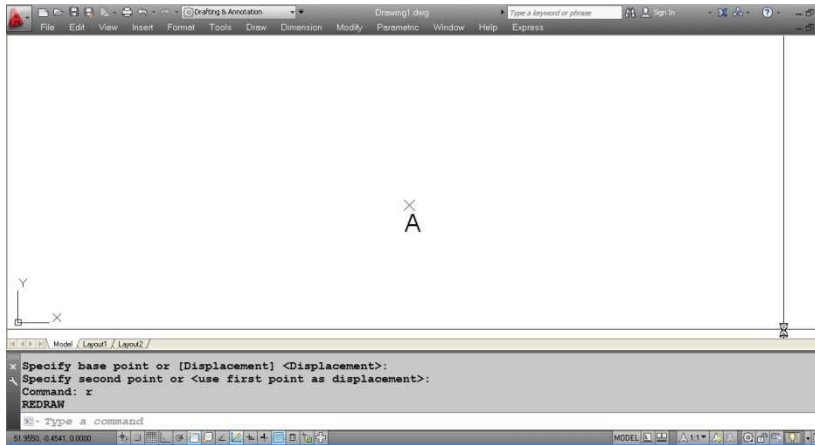 Drafting & Annotation Drawing1.dwg Type a keyword or phrase Sign In
File Edit View Insert Format Tools Draw Dimension Modify Parametric Window Help Express
A
Y
X
Model Layout1 Layout2
Specify base point or [Displacement] <Displacement>:
Specify second point or <use first point as displacement>:
Command: r
REDRAW
Type a command
51.9550, -0.4541, 0.0000 MODEL 1:1